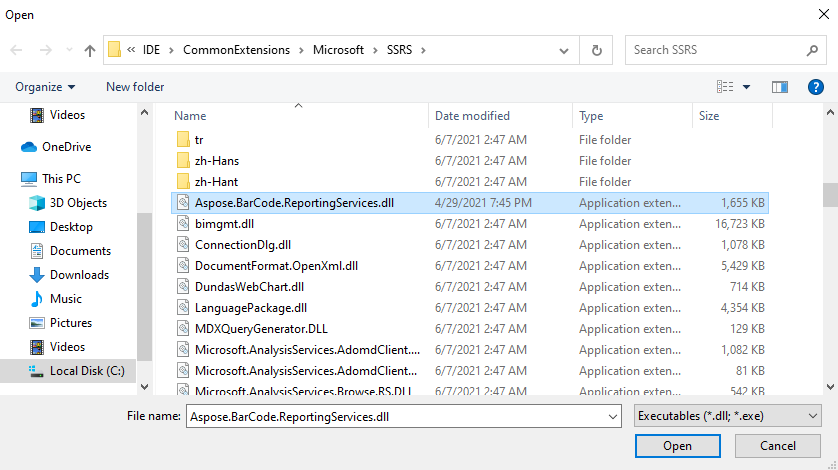 Open
« IDE > CommonExtensions > Microsoft > SSRS >
Search SSRS
Organize
New folder
Videos
OneDrive
This PC
3D Objects
Desktop
Documents
Downloads
Music
Pictures
Videos
Local Disk (C:)
Name Date modified Type Size
tr 6/7/2021 2:47 AM File folder
zh-Hans 6/7/2021 2:47 AM File folder
zh-Hant 6/7/2021 2:47 AM File folder
Aspose.BarCode.ReportingServices.dll 4/29/2021 7:45 PM Application exten... 1,655 KB
bimgmt.dll 6/7/2021 2:47 AM Application exten... 16,723 KB
ConnectionDlg.dll 6/7/2021 2:47 AM Application exten... 1,078 KB
DocumentFormat.OpenXml.dll 6/7/2021 2:47 AM Application exten... 5,429 KB
DundasWebChart.dll 6/7/2021 2:47 AM Application exten... 714 KB
LanguagePackage.dll 6/7/2021 2:47 AM Application exten... 4,354 KB
MDXQueryGenerator.DLL 6/7/2021 2:47 AM Application exten... 129 KB
Microsoft.AnalysisServices.AdomdClient.... 6/7/2021 2:47 AM Application exten... 1,082 KB
Microsoft.AnalysisServices.AdomdClient.... 6/7/2021 2:47 AM Application exten... 81 KB
Microsoft.AnalysisServices.Browse.RS.DLL 6/7/2021 2:47 AM Application exten... 542 KB
File name: Aspose.BarCode.ReportingServices.dll
Executables (*.dll; *.exe)
Open
Cancel